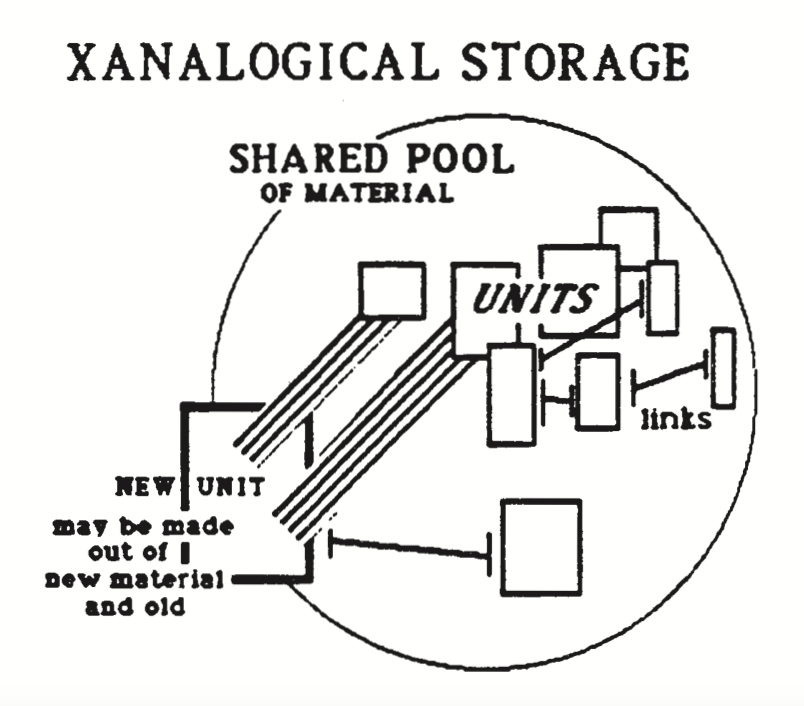 XANALOGICAL STORAGE
SHARED POOL
OF MATERIAL
UNITS
links
NEW UNIT
may be made
out of
new material
and old